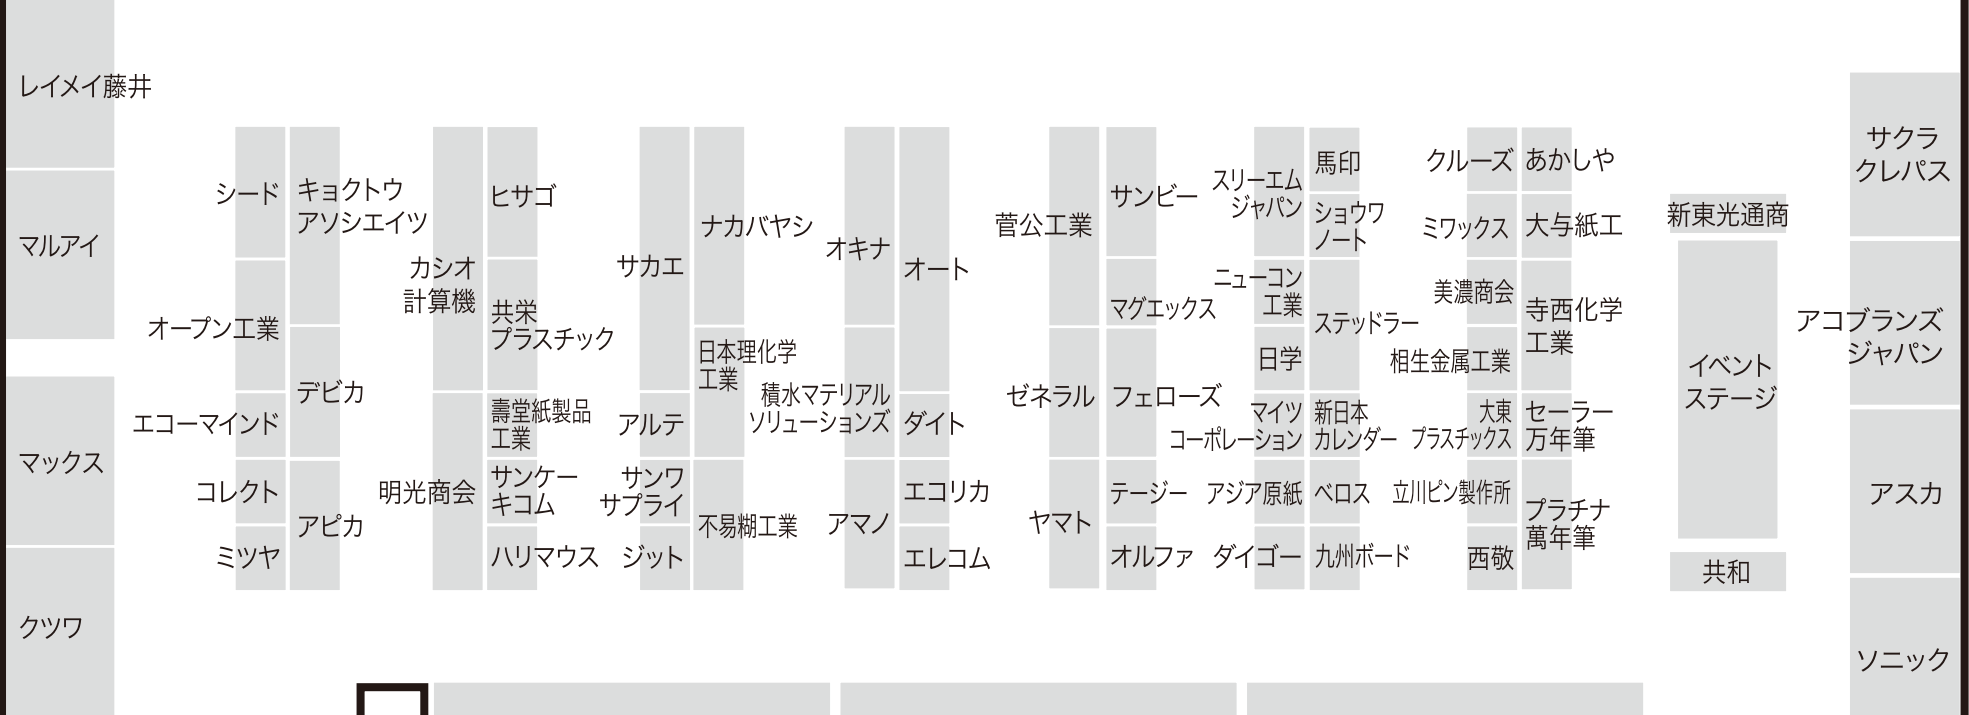 レイメイ藤井
マルアイ
マックス
クツワ
シード
オープン工業
エコーマインド
コレクト
ミツヤ
キョクトウ
アソシエイツ
デビカ
アピカ
カシオ
計算機
明光商会
ヒサゴ
共栄
プラスチック
壽堂紙製品
工業
サンケー
キコム
ハリマウス
サカエ
アルテ
サンワ
サプライ
ジット
ナカバヤシ
日本理化学
工業
不易糊工業
オキナ
積水マテリアル
ソリューションズ
アマノ
オート
ダイト
エコリカ
エレコム
菅公工業
ゼネラル
ヤマト
サンビー
マグエックス
フェローズ
テージー
オルファ
スリーエム
ジャパン
ニューコン
工業
日学
マイツ
コーポレーション
アジア原紙
ダイゴー
馬印
ショウワ
ノート
ステッドラー
新日本
カレンダー
ベロス
九州ボード
クルーズ
ミワックス
美濃商会
相生金属工業
大東
プラスチックス
立川ピン製作所
西敬
あかしや
大与紙工
寺西化学
工業
セーラー
万年筆
プラチナ
萬年筆
新東光通商
イベント
ステージ
共和
サクラ
クレパス
アコブランズ
ジャパン
アスカ
ソニック